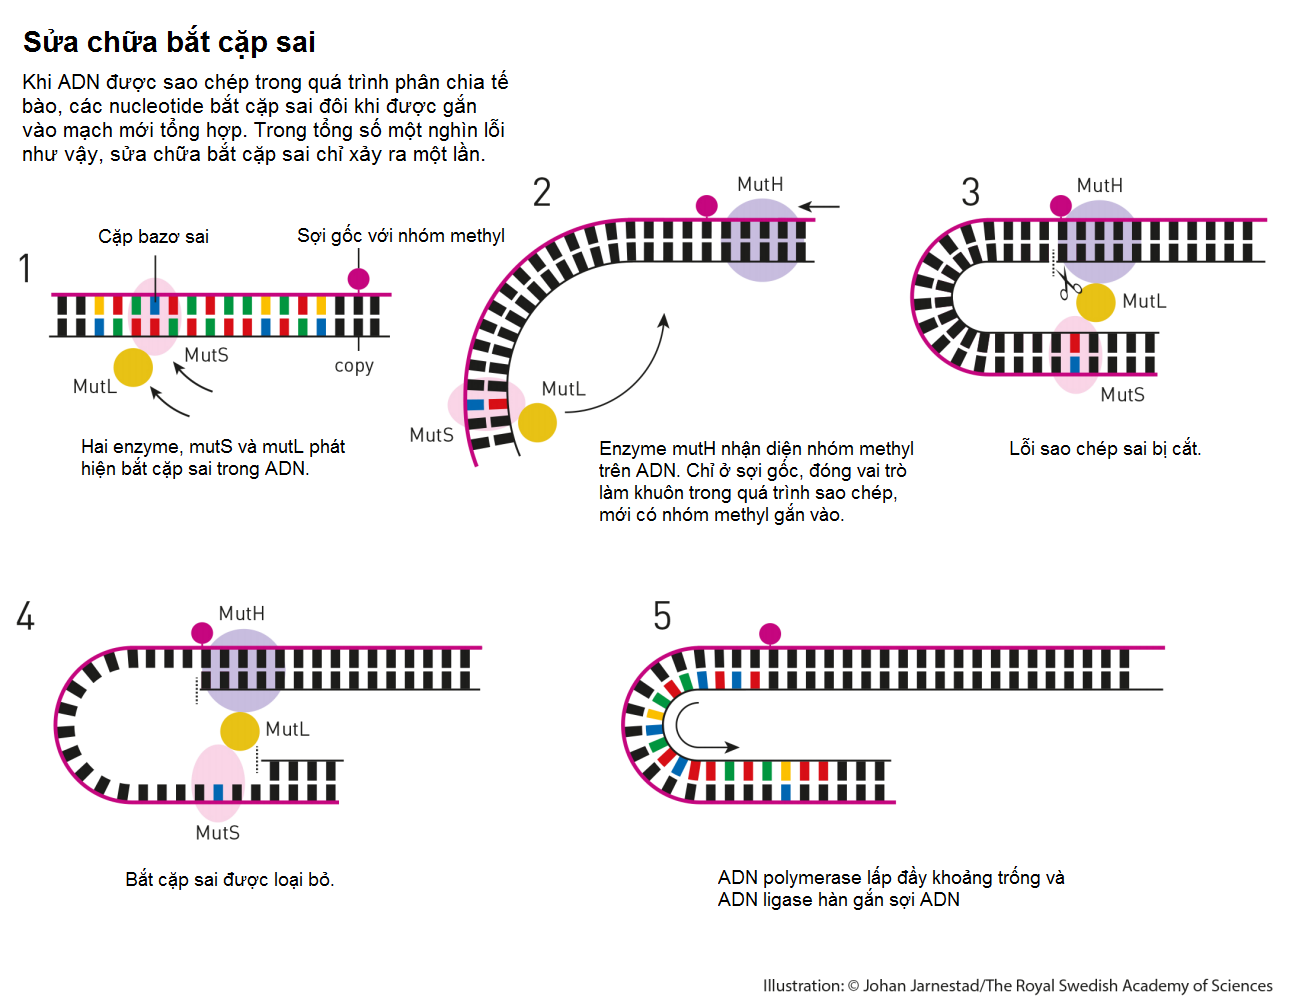 Sửa chữa bắt cặp sai
Khi ADN được sao chép trong quá trình phân chia tế
bào, các nucleotide bắt cặp sai đôi khi được gắn
vào mạch mới tổng hợp. Trong tổng số một nghìn lỗi
như vậy, sửa chữa bắt cặp sai chỉ xảy ra một lần.
1
Cặp bazơ sai
Sợi gốc với nhóm methyl
MutS
MutL
copy
Hai enzyme, mutS và mutL phát
hiện bắt cặp sai trong ADN.
2
MutH
MutL
MutS
Enzyme mutH nhận diện nhóm methyl
trên ADN. Chỉ ở sợi gốc, đóng vai trò
làm khuôn trong quá trình sao chép,
mới có nhóm methyl gắn vào.
3
MutH
MutL
MutS
Lỗi sao chép sai bị cắt.
4
MutH
MutL
MutS
Bắt cặp sai được loại bỏ.
5
ADN polymerase lấp đầy khoảng trống và
ADN ligase hàn gắn sợi ADN
Illustration: © Johan Jarnestad/The Royal Swedish Academy of Sciences